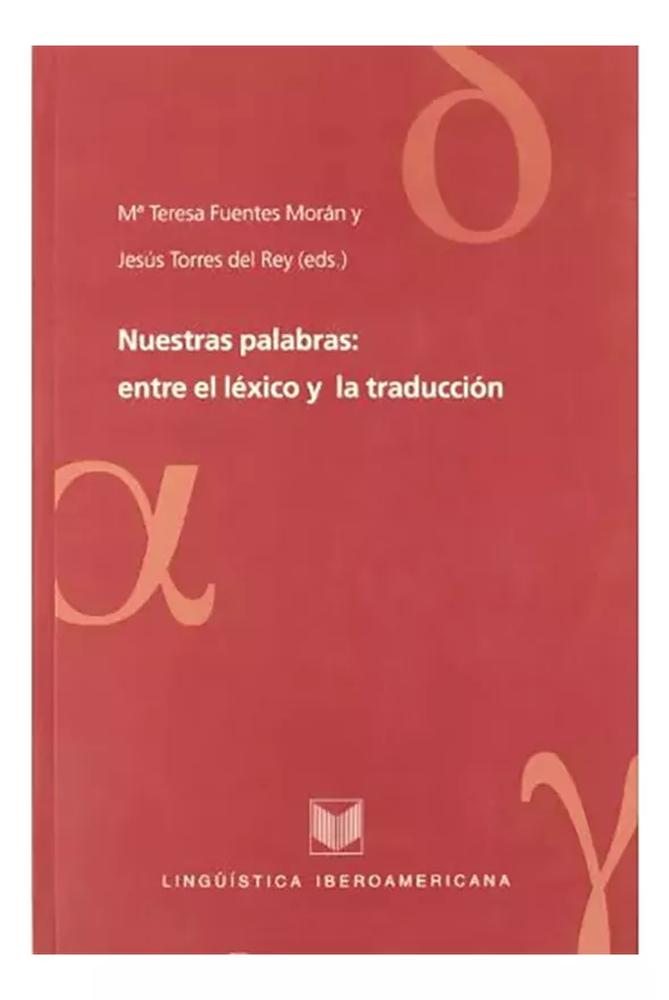 δ
Mª Teresa Fuentes Morán y
Jesús Torres del Rey (eds.)
Nuestras palabras:
entre el léxico y la traducción
α
γ
LINGÜÍSTICA IBEROAMERICANA